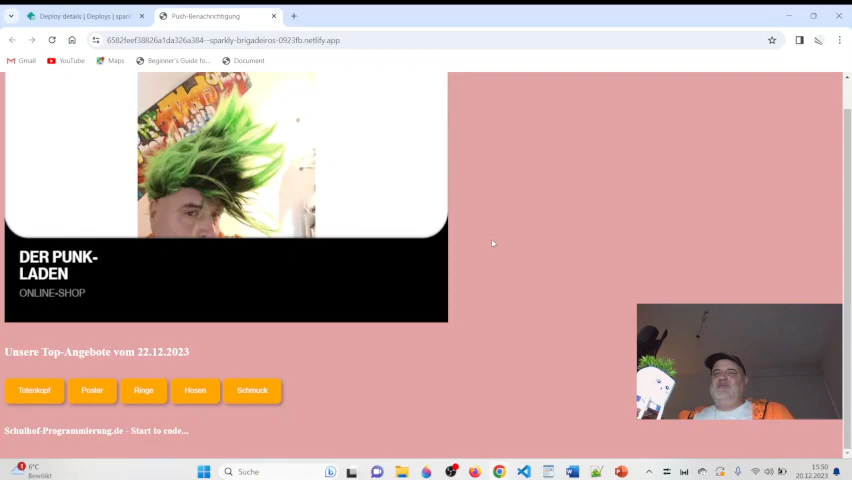 Deploy details | Deploys | spark
Push-Benachrichtigung
6582feef38826a1da326a384--sparkly-brigadeiros-0923fb.netlify.app
Gmail
YouTube
Maps
Beginner's Guide fo...
Document
DER PUNK-
LADEN
ONLINE-SHOP
Unsere Top-Angebote vom 22.12.2023
Totenkopf
Poster
Ringe
Hosen
Schmuck
Schulhof-Programmierung.de - Start to code...
1
6°C
Bewölkt
Suche
15:50
20.12.2023